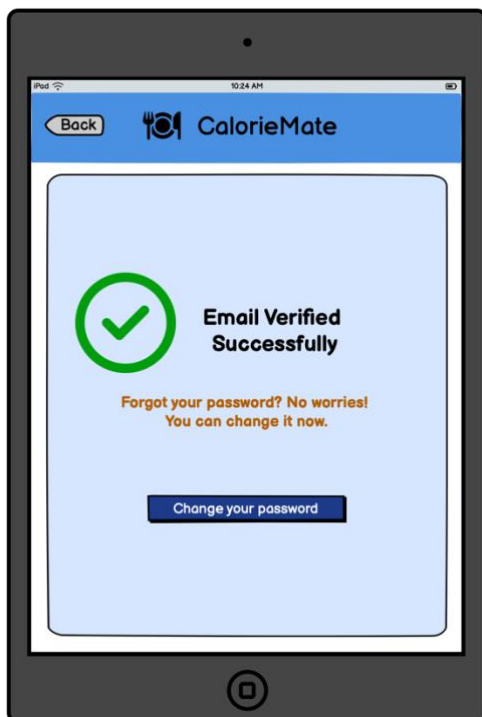 iPod 10:24 AM
Back CalorieMate
Email Verified
Successfully
Forgot your password? No worries!
You can change it now.
Change your password